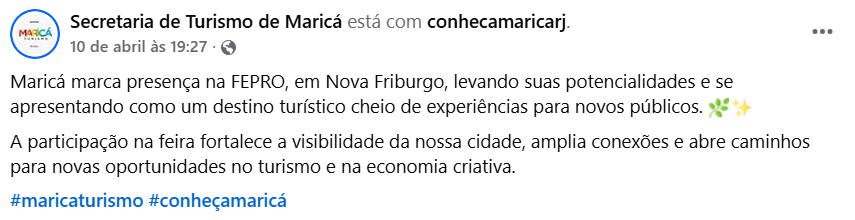 MARICÁ
TURISMO
Secretaria de Turismo de Maricá está com conhecamaricarj.
10 de abril às 19:27 ·
Maricá marca presença na FEPRO, em Nova Friburgo, levando suas potencialidades e se
apresentando como um destino turístico cheio de experiências para novos públicos. 🌿✨
A participação na feira fortalece a visibilidade da nossa cidade, amplia conexões e abre caminhos
para novas oportunidades no turismo e na economia criativa.
#maricaturismo #conheçamaricá